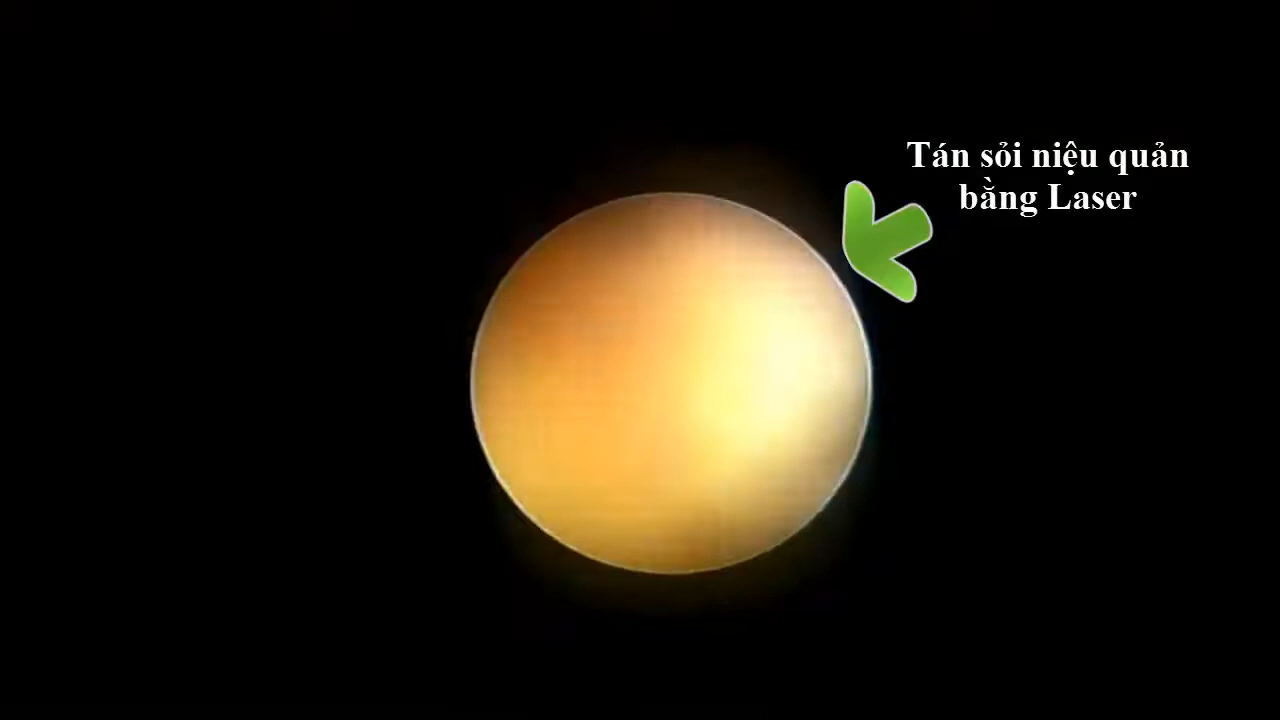 Tán sỏi niệu quản
bằng Laser